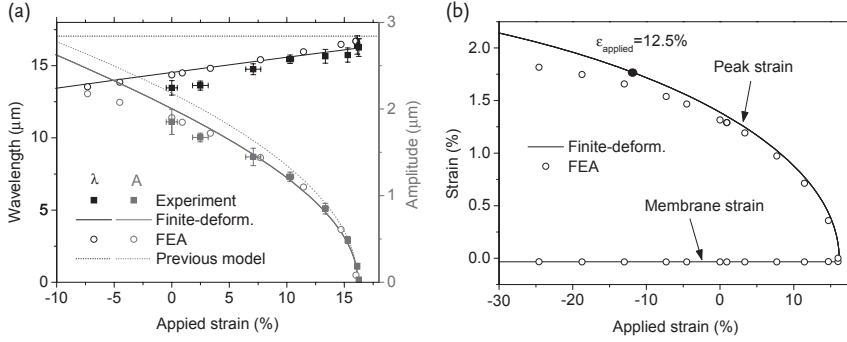 (a)
Wavelength (μm)
15
10
5
0
3
2
1
0
Amplitude (μm)
λ A
Experiment
Finite-deform.
FEA
Previous model
-10 -5 0 5 10 15
Appied strain (%)
(b)
Strain (%)
2.0
1.5
1.0
0.5
0.0
εapplied=12.5%
Peak strain
Finite-deform.
FEA
Membrane strain
-30 -20 -10 0 10
Applied strain (%)